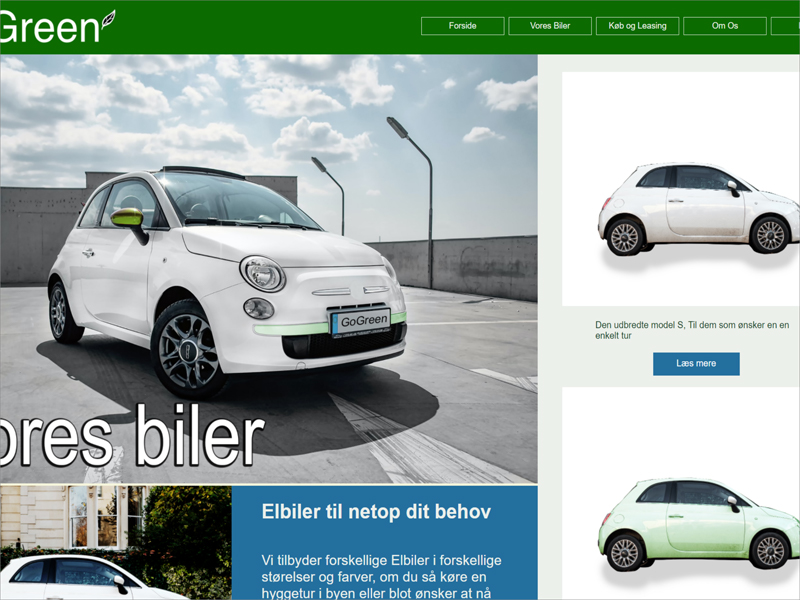 Green
Forside
Vores Biler
Køb og Leasing
Om Os
GoGreen
ores biler
Den udbredte model S, Til dem som ønsker en en
enkelt tur
Læs mere
Elbiler til netop dit behov
Vi tilbyder forskellige Elbiler i forskellige
størelser og farver, om du så køre en
hyggetur i byen eller blot ønsker at nå